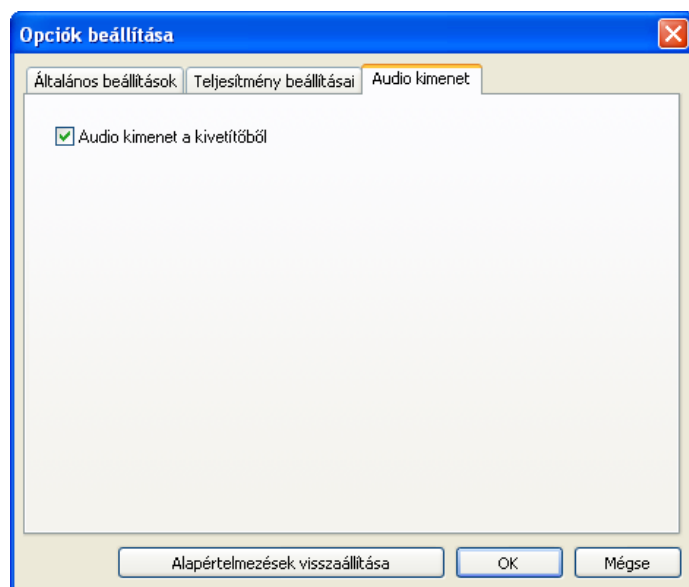 Opciók beállítása
Általános beállítások Teljesítmény beállításai Audio kimenet
Audio kimenet a kivetítőből
Alapértelmezések visszaállítása OK Mégse